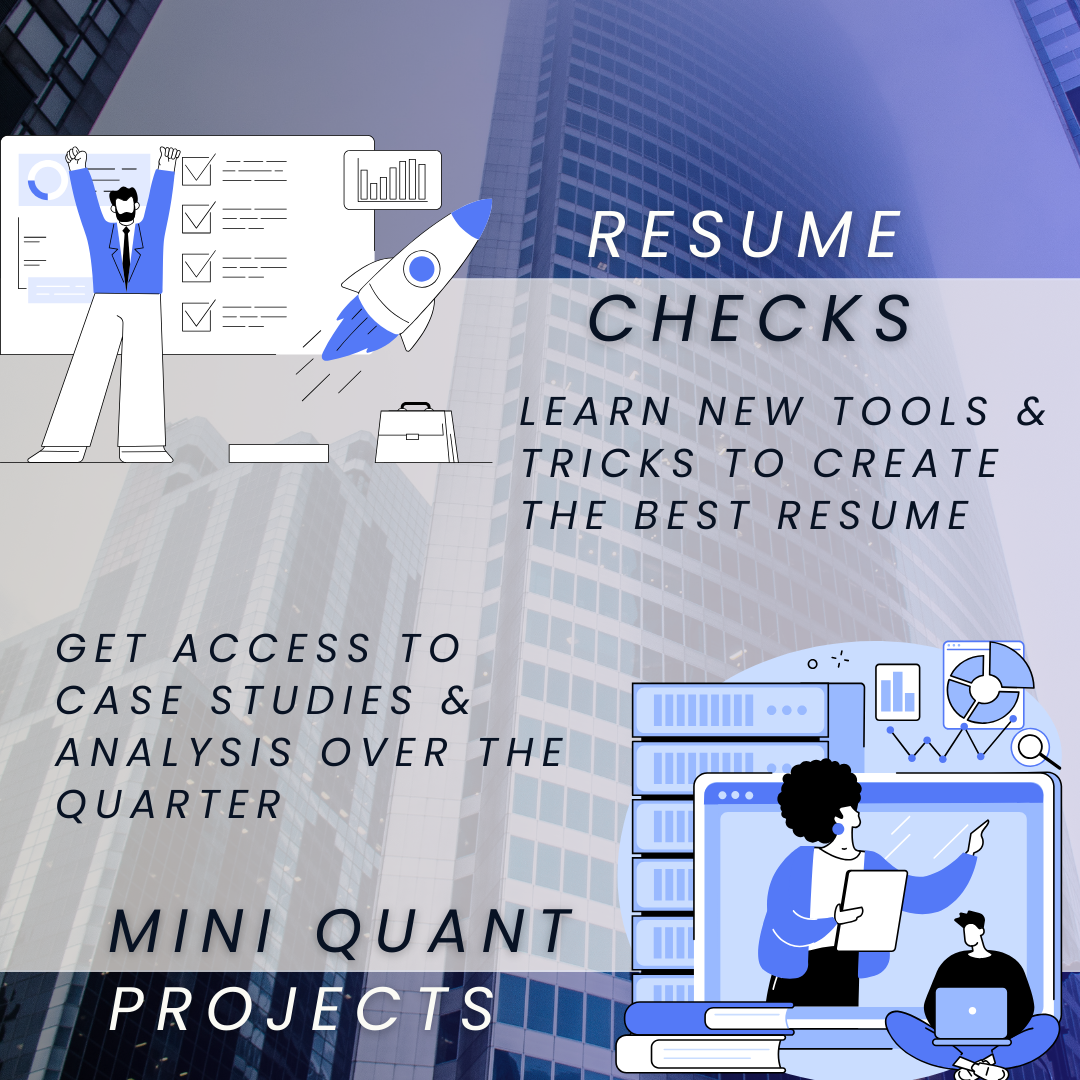 RESUME
CHECKS
LEARN NEW TOOLS &
TRICKS TO CREATE
THE BEST RESUME
GET ACCESS TO
CASE STUDIES &
ANALYSIS OVER THE
QUARTER
MINI QUANT
PROJECTS